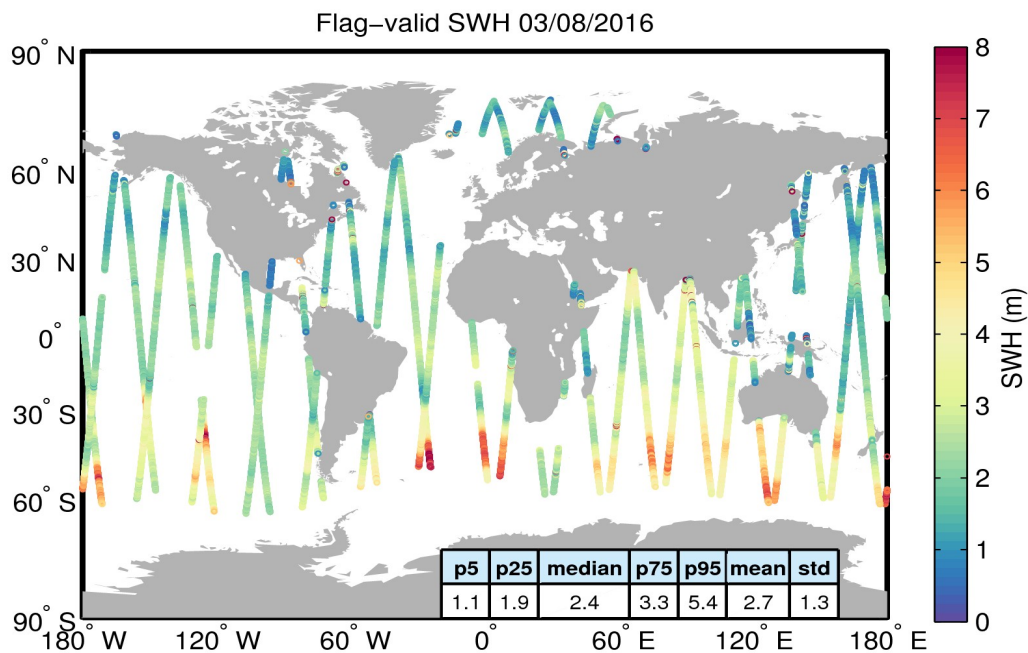 Flag−valid SWH 03/08/2016
90° N
60° N
30° N
0°
30° S
60° S
90° S
180° W
120° W
60° W
0°
60° E
120° E
180° E
p5 p25 median p75 p95 mean std
1.1 1.9 2.4 3.3 5.4 2.7 1.3
8
7
6
5
4
3
2
1
0
SWH (m)